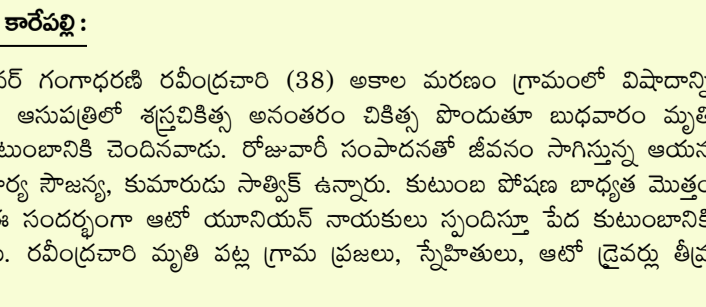 కారేపల్లి :
గంగాధరణి రవీంద్రచారి (38) అకాల మరణం గ్రామంలో విషాదాన్ని
ఆసుపత్రిలో శస్త్రచికిత్స అనంతరం చికిత్స పొందుతూ బుధవారం మృతి
చెందినవాడు. రోజువారీ సంపాదనతో జీవనం సాగిస్తున్న ఆయన
సౌజన్య, కుమారుడు సాత్విక్ ఉన్నారు. కుటుంబ పోషణ బాధ్యత మొత్తం
సందర్భంగా ఆటో యూనియన్ నాయకులు స్పందిస్తూ పేద కుటుంబానికి
రవీంద్రచారి మృతి పట్ల గ్రామ ప్రజలు, స్నేహితులు, ఆటో డ్రైవర్లు తీవ్ర